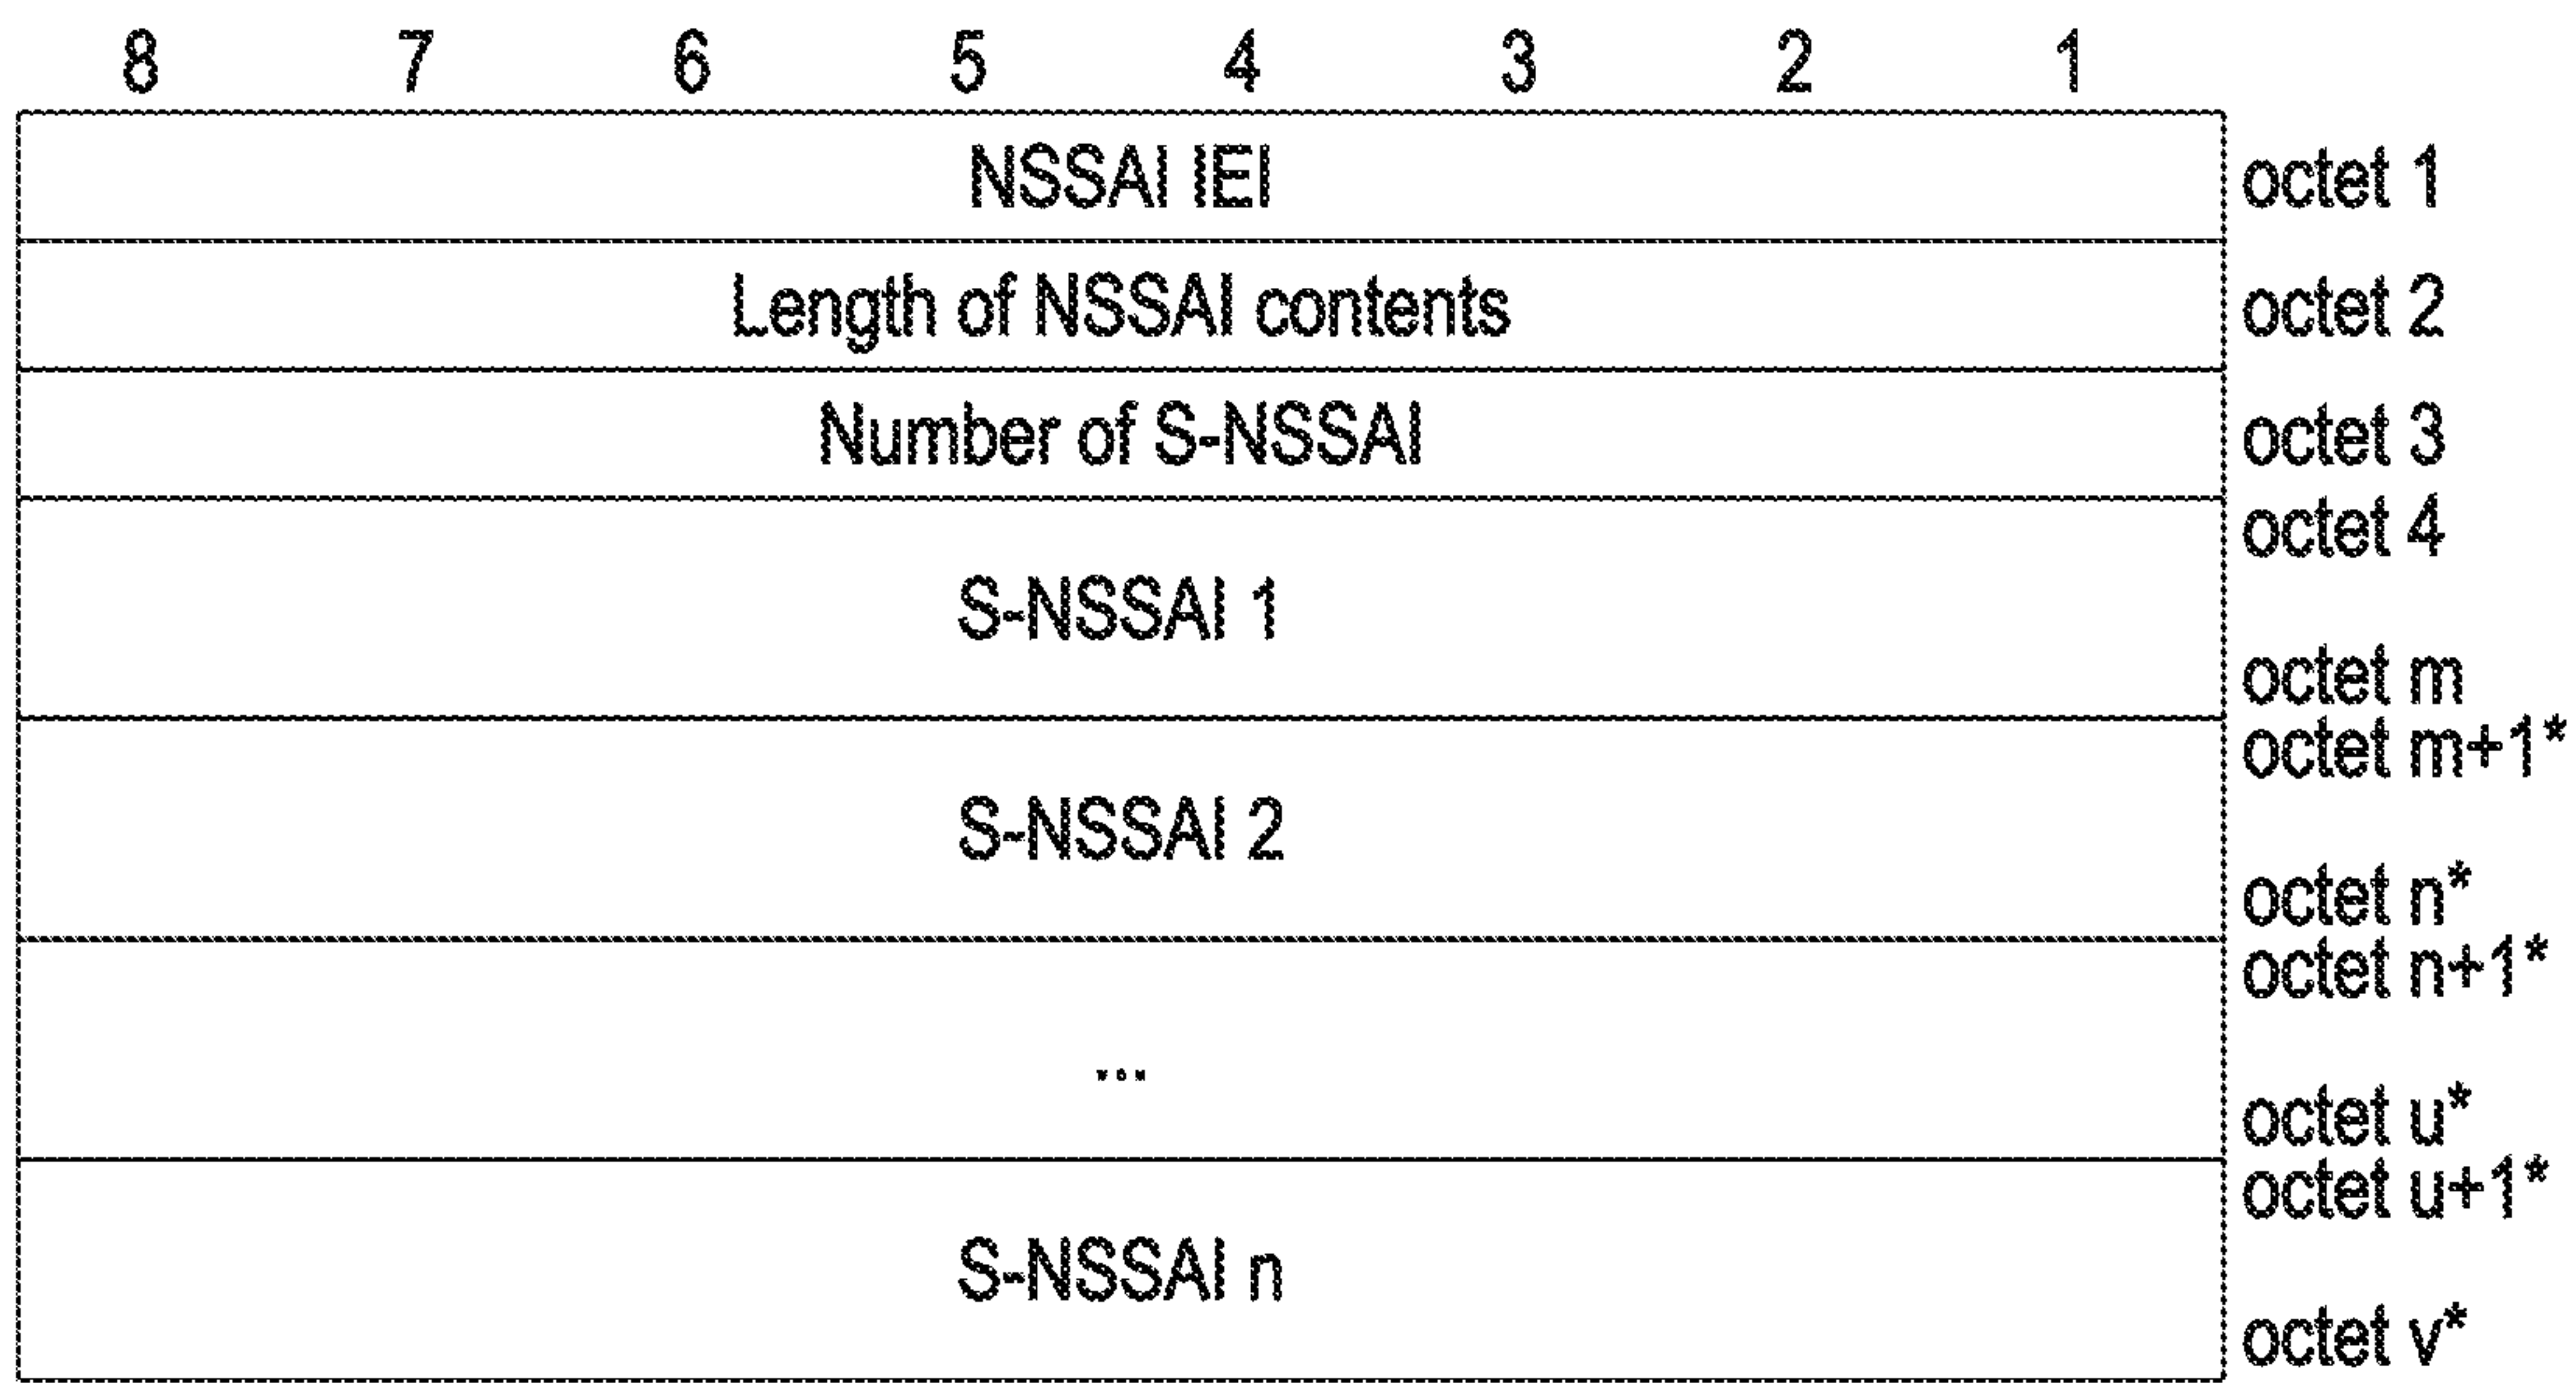 8 7 6 5 4 3 2 1
NSSAI IEI octet 1
Length of NSSAI contents octet 2
Number of S-NSSAI octet 3
octet 4
S-NSSAI 1
octet m
octet m+1*
S-NSSAI 2
octet n*
octet n+1*
...
octet u*
octet u+1*
S-NSSAI n
octet v*